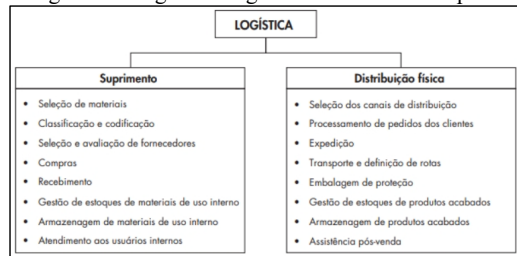 LOGÍSTICA
Suprimento
• Seleção de materiais
• Classificação e codificação
• Seleção e avaliação de fornecedores
• Compras
• Recebimento
• Gestão de estoques de materiais de uso interno
• Armazenagem de materiais de uso interno
• Atendimento aos usuários internos
Distribuição física
• Seleção dos canais de distribuição
• Processamento de pedidos dos clientes
• Expedição
• Transporte e definição de rotas
• Embalagem de proteção
• Gestão de estoques de produtos acabados
• Armazenagem de produtos acabados
• Assistência pós-venda